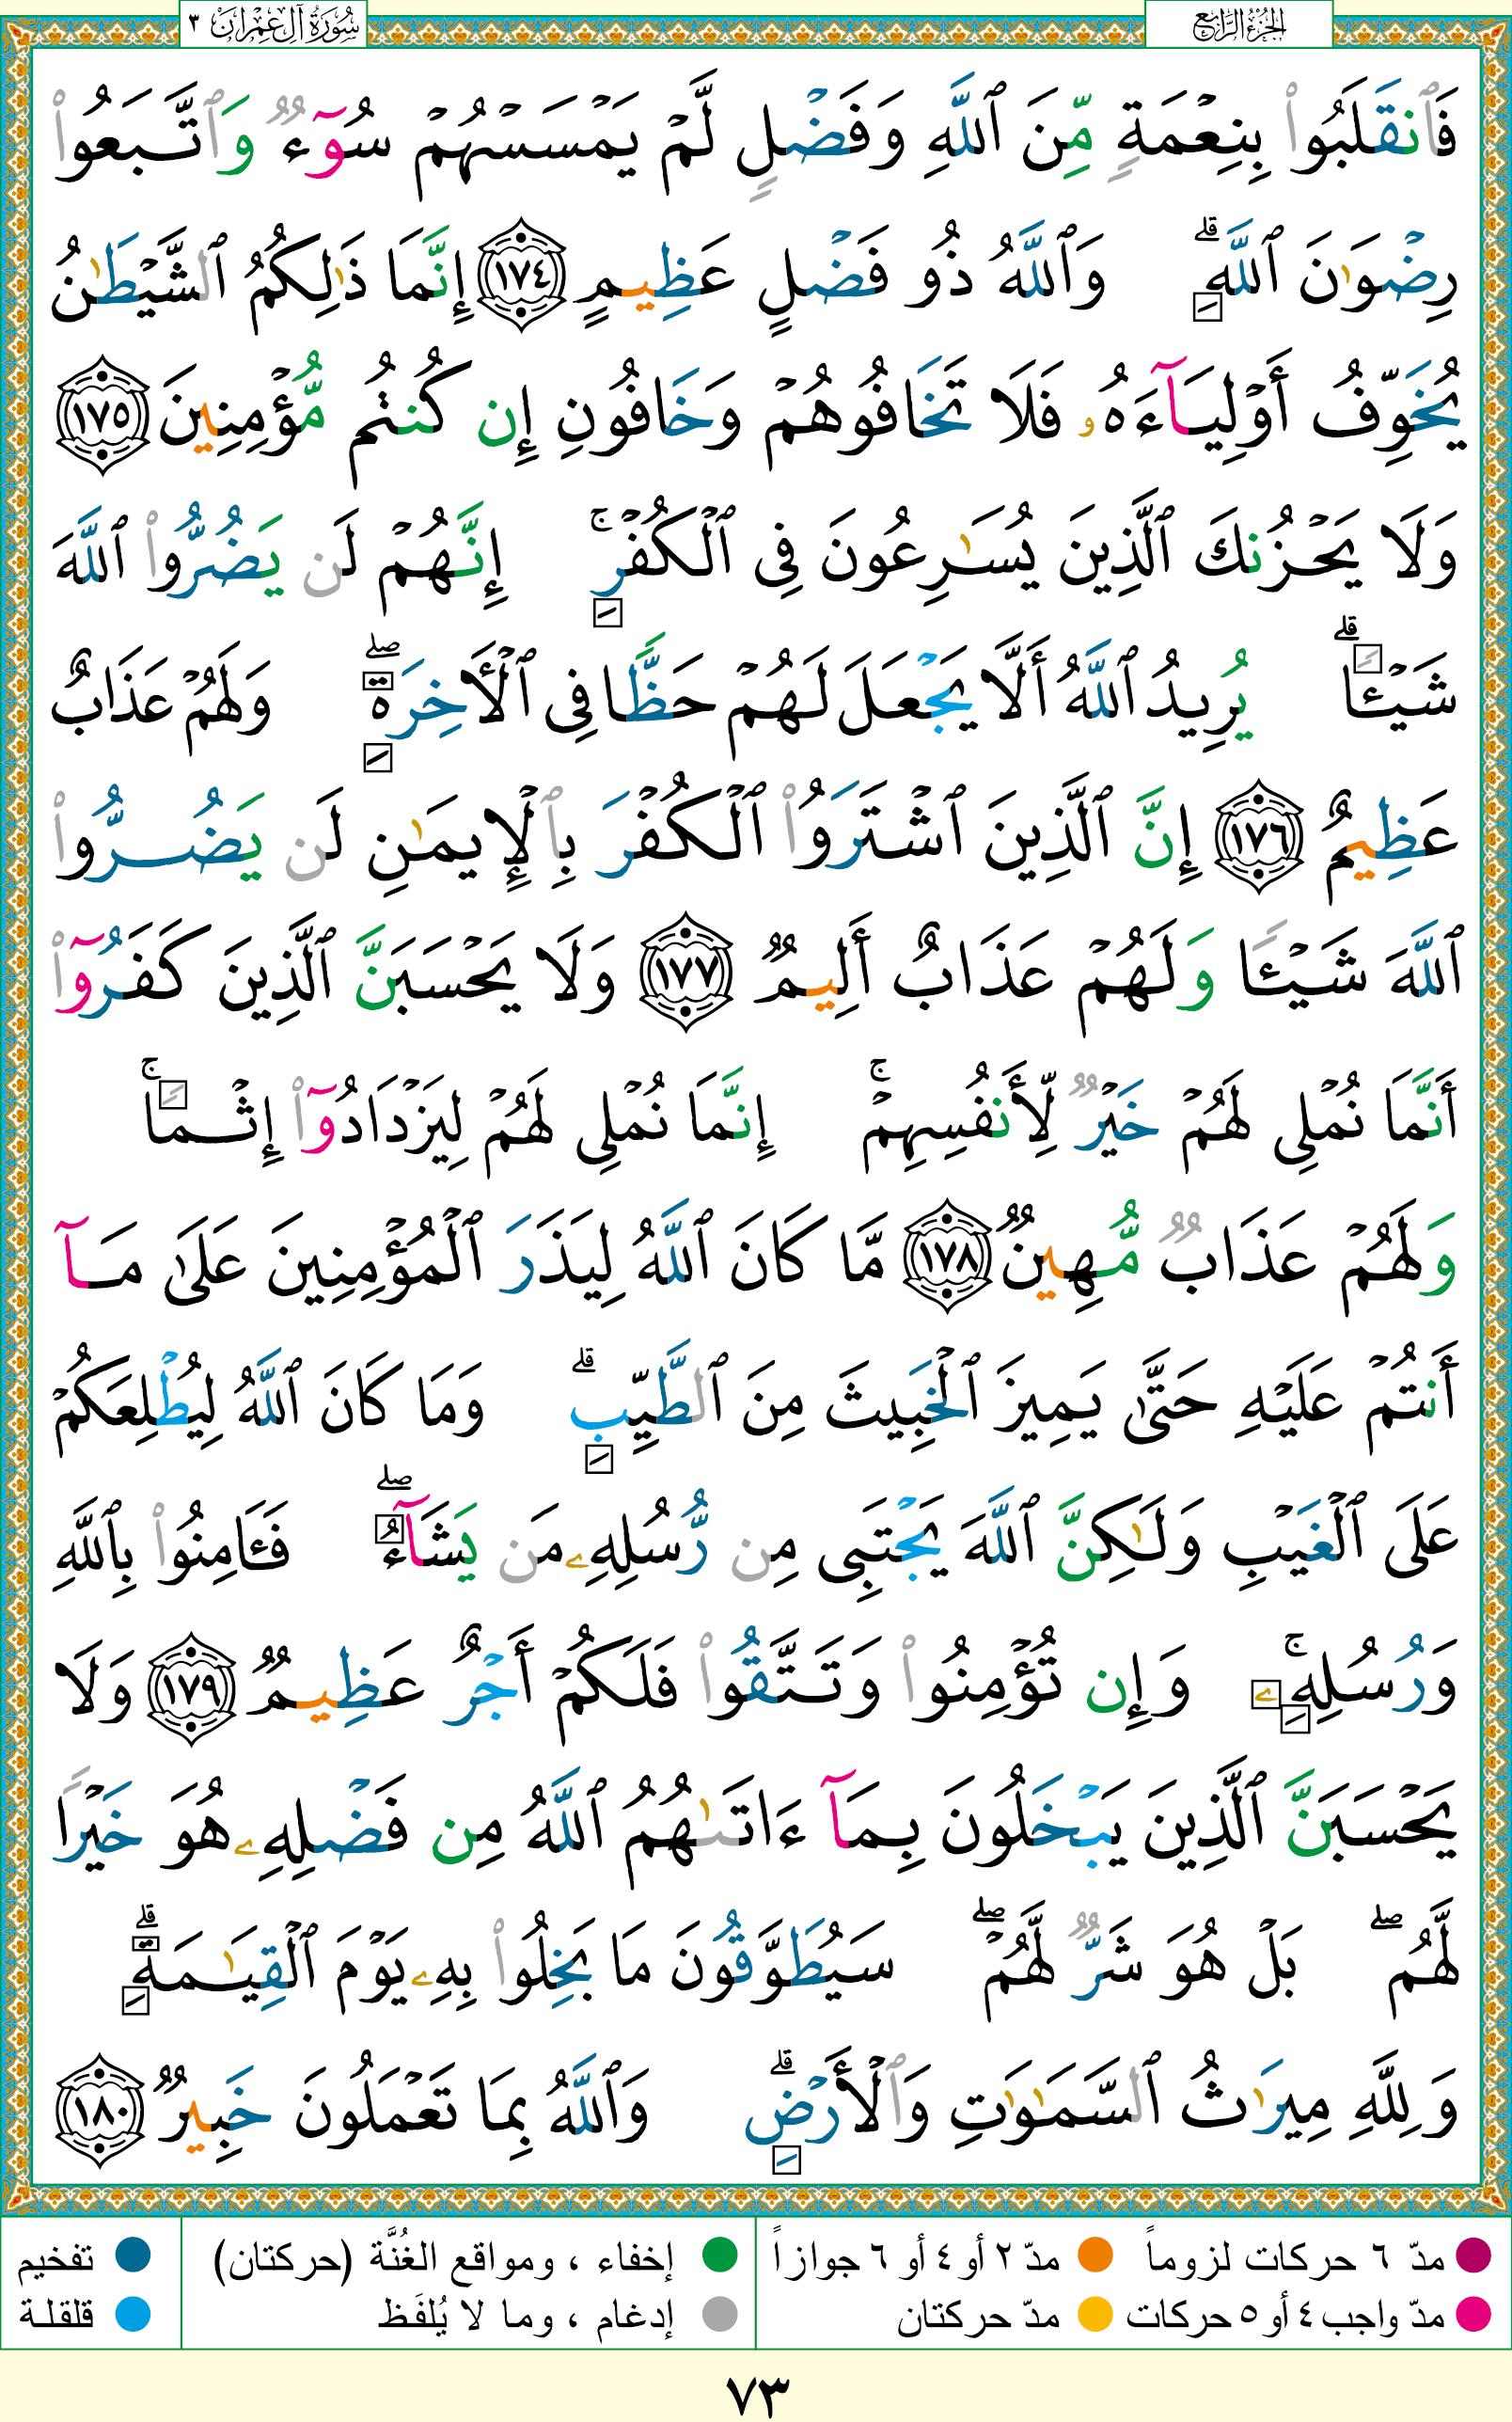 الجزء الرابع
سورة آل عمران ٣
فَٱنقَلَبُوا۟ بِنِعْمَةٍ مِّنَ ٱللَّهِ وَفَضْلٍ لَّمْ يَمْسَسْهُمْ سُوٓءٌ وَٱتَّبَعُوا۟
رِضْوَٰنَ ٱللَّهِ ۗ وَٱللَّهُ ذُو فَضْلٍ عَظِيمٍ ١٧٤ إِنَّمَا ذَٰلِكُمُ ٱلشَّيْطَٰنُ
يُخَوِّفُ أَوْلِيَآءَهُۥ فَلَا تَخَافُوهُمْ وَخَافُونِ إِن كُنتُم مُّؤْمِنِينَ ١٧٥
وَلَا يَحْزُنكَ ٱلَّذِينَ يُسَٰرِعُونَ فِى ٱلْكُفْرِ ۚ إِنَّهُمْ لَن يَضُرُّوا۟ ٱللَّهَ
شَيْـًٔا ۗ يُرِيدُ ٱللَّهُ أَلَّا يَجْعَلَ لَهُمْ حَظًّا فِى ٱلْأَخِرَةِ ۖ وَلَهُمْ عَذَابٌ
عَظِيمٌ ١٧٦ إِنَّ ٱلَّذِينَ ٱشْتَرَوُا۟ ٱلْكُفْرَ بِٱلْإِيمَٰنِ لَن يَضُرُّوا۟
ٱللَّهَ شَيْـًٔا وَلَهُمْ عَذَابٌ أَلِيمٌ ١٧٧ وَلَا يَحْسَبَنَّ ٱلَّذِينَ كَفَرُوٓا۟
أَنَّمَا نُمْلِى لَهُمْ خَيْرٌ لِّأَنفُسِهِمْ ۚ إِنَّمَا نُمْلِى لَهُمْ لِيَزْدَادُوٓا۟ إِثْمًا ۚ
وَلَهُمْ عَذَابٌ مُّهِينٌ ١٧٨ مَّا كَانَ ٱللَّهُ لِيَذَرَ ٱلْمُؤْمِنِينَ عَلَىٰ مَآ
أَنتُمْ عَلَيْهِ حَتَّىٰ يَمِيزَ ٱلْخَبِيثَ مِنَ ٱلطَّيِّبِ ۗ وَمَا كَانَ ٱللَّهُ لِيُطْلِعَكُمْ
عَلَى ٱلْغَيْبِ وَلَٰكِنَّ ٱللَّهَ يَجْتَبِى مِن رُّسُلِهِۦ مَن يَشَآءُ ۖ فَـَٔامِنُوا۟ بِٱللَّهِ
وَرُسُلِهِۦ ۚ وَإِن تُؤْمِنُوا۟ وَتَتَّقُوا۟ فَلَكُمْ أَجْرٌ عَظِيمٌ ١٧٩ وَلَا
يَحْسَبَنَّ ٱلَّذِينَ يَبْخَلُونَ بِمَآ ءَاتَىٰهُمُ ٱللَّهُ مِن فَضْلِهِۦ هُوَ خَيْرًا
لَّهُم ۖ بَلْ هُوَ شَرٌّ لَّهُمْ ۖ سَيُطَوَّقُونَ مَا بَخِلُوا۟ بِهِۦ يَوْمَ ٱلْقِيَٰمَةِ ۗ
وَلِلَّهِ مِيرَٰثُ ٱلسَّمَٰوَٰتِ وَٱلْأَرْضِ ۗ وَٱللَّهُ بِمَا تَعْمَلُونَ خَبِيرٌ ١٨٠
مدّ ٦ حركات لزوماً مدّ ٢ أو ٤ أو ٦ جوازاً إخفاء ، ومواقع الغُنَّة (حركتان) تفخيم
مدّ واجب ٤ أو ٥ حركات مدّ حركتان إدغام ، وما لا يُلفَظ قلقلة
٧٣